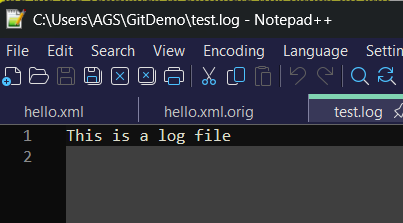 C:\Users\AGS\GitDemo\test.log - Notepad++
File Edit Search View Encoding Language Settin
hello.xml hello.xml.orig test.log
1 This is a log file
2